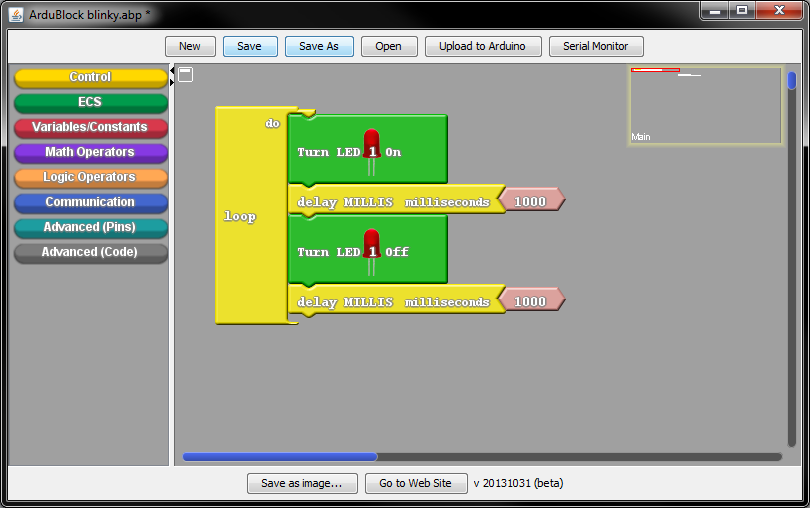 ArduBlock blinky.abp *
New Save Save As Open Upload to Arduino Serial Monitor
Control
ECS
Variables/Constants
Math Operators
Logic Operators
Communication
Advanced (Pins)
Advanced (Code)
Main
do
Turn LED 1 On
delay MILLIS milliseconds 1000
loop
Turn LED 1 Off
delay MILLIS milliseconds 1000
Save as image... Go to Web Site v 20131031 (beta)